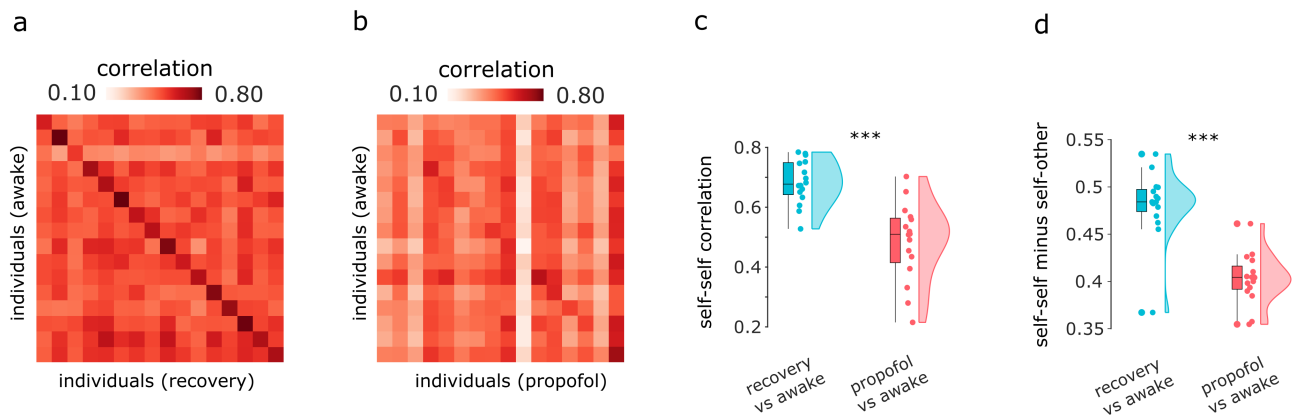 a
correlation
0.10 0.80
individuals (awake)
individuals (recovery)
b
correlation
0.10 0.80
individuals (awake)
individuals (propofol)
c
self-self correlation
0.8
0.6
0.4
0.2
***
recovery
vs awake
propofol
vs awake
d
self-self minus self-other
0.55
0.5
0.45
0.4
0.35
***
recovery
vs awake
propofol
vs awake